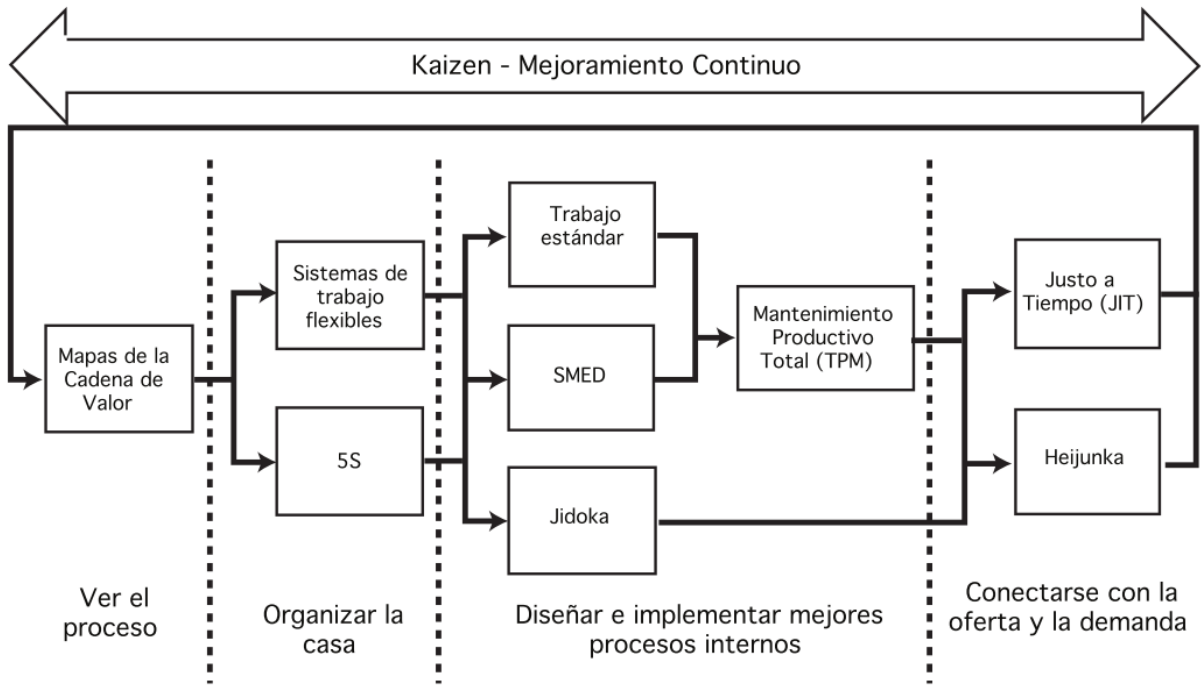 Kaizen - Mejoramiento Continuo
Mapas de la
Cadena de
Valor
Sistemas de
trabajo
flexibles
5S
Trabajo
estándar
SMED
Jidoka
Mantenimiento
Productivo
Total (TPM)
Justo a
Tiempo (JIT)
Heijunka
Ver el
proceso
Organizar la
casa
Diseñar e implementar mejores
procesos internos
Conectarse con la
oferta y la demanda